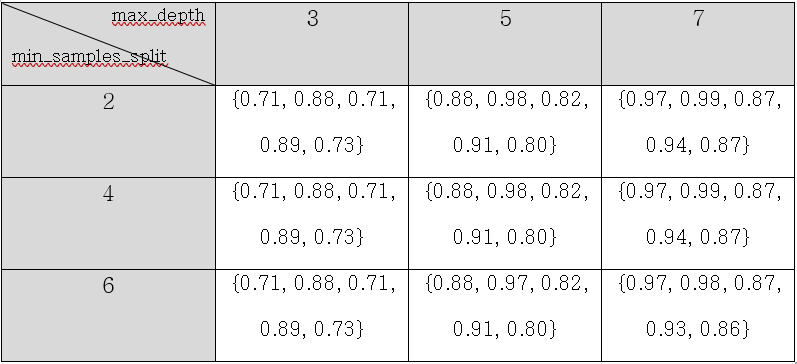 max_depth
min_samples_split
3
5
7
2
{0.71, 0.88, 0.71,
0.89, 0.73}
{0.88, 0.98, 0.82,
0.91, 0.80}
{0.97, 0.99, 0.87,
0.94, 0.87}
4
{0.71, 0.88, 0.71,
0.89, 0.73}
{0.88, 0.98, 0.82,
0.91, 0.80}
{0.97, 0.99, 0.87,
0.94, 0.87}
6
{0.71, 0.88, 0.71,
0.89, 0.73}
{0.88, 0.97, 0.82,
0.91, 0.80}
{0.97, 0.98, 0.87,
0.93, 0.86}